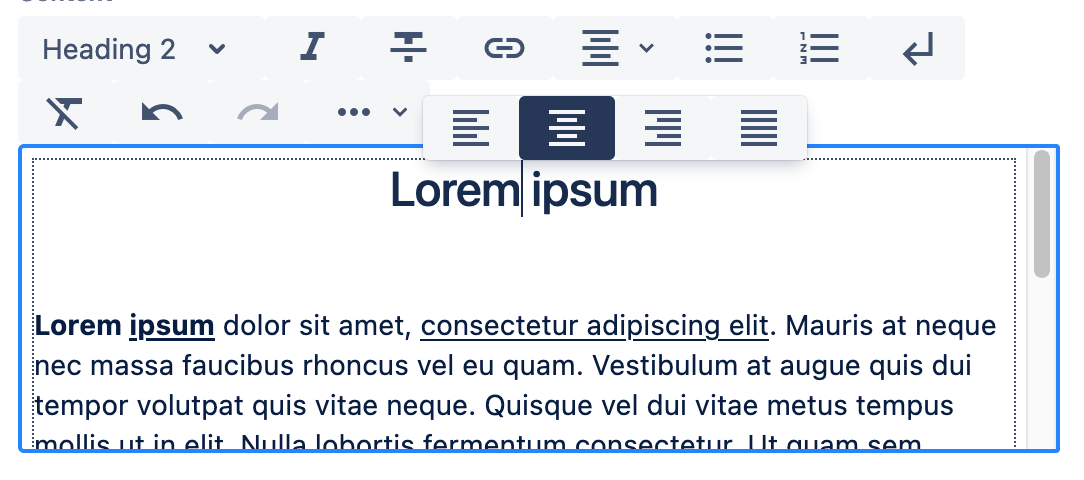 Content
Heading 2
Lorem ipsum
Lorem ipsum dolor sit amet, consectetur adipiscing elit. Mauris at neque
nec massa faucibus rhoncus vel eu quam. Vestibulum at augue quis dui
tempor volutpat quis vitae neque. Quisque vel dui vitae metus tempus
mollis ut in elit. Nulla lobortis fermentum consectetur. Ut quam sem